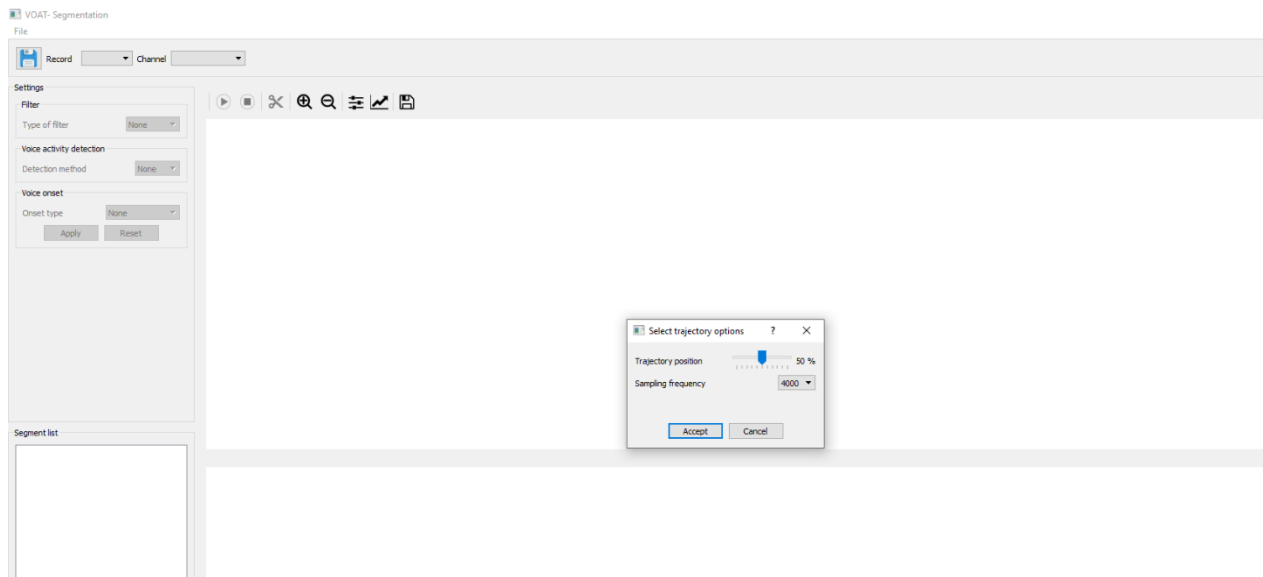 VOAT- Segmentation
File
Record
Channel
Settings
Filter
Type of filter None
Voice activity detection
Detection method None
Voice onset
Onset type None
Apply Reset
Segment list
Select trajectory options ?
Trajectory position 50 %
Sampling frequency 4000
Accept Cancel